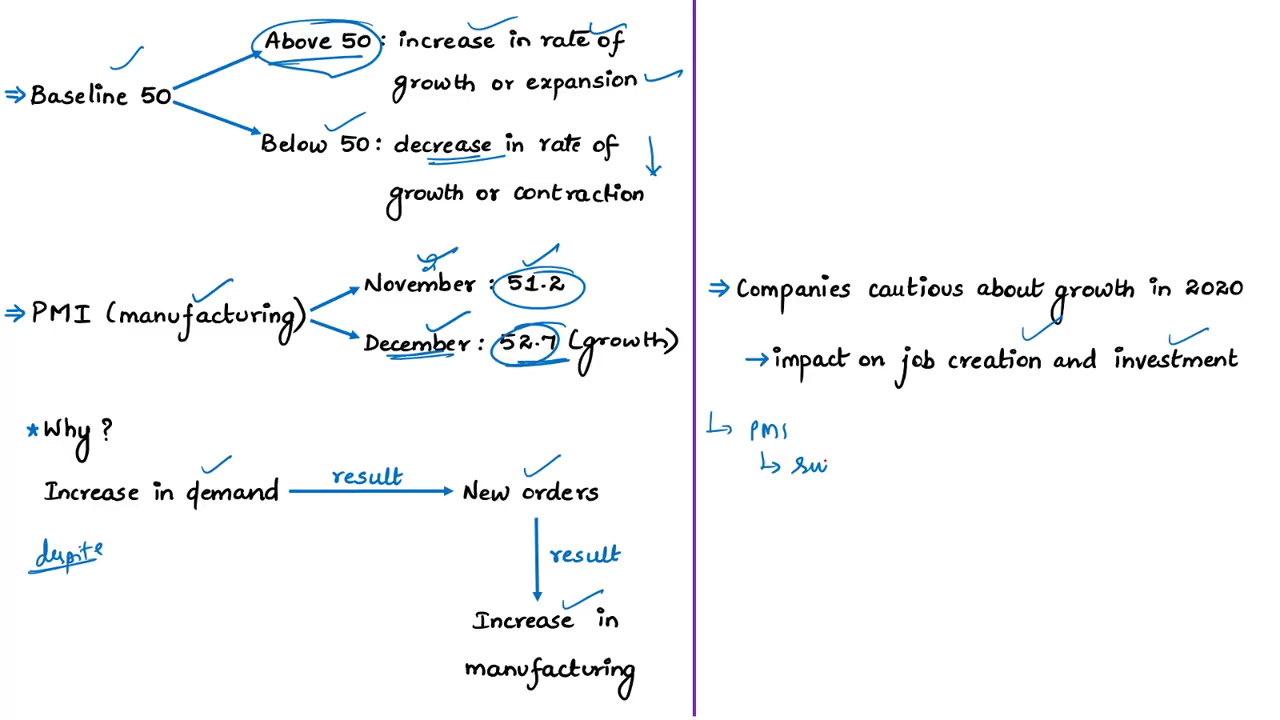 Above 50: increase in rate of
growth or expansion
⇒ Baseline 50
Below 50: decrease in rate of
growth or contraction
November: 51.2
⇒ PMI (manufacturing)
December: 52.7 (growth)
*Why?
Increase in demand result New orders
despite
result
Increase in
manufacturing
⇒ Companies cautious about growth in 2020
→ impact on job creation and investment
↳ PMI
↳